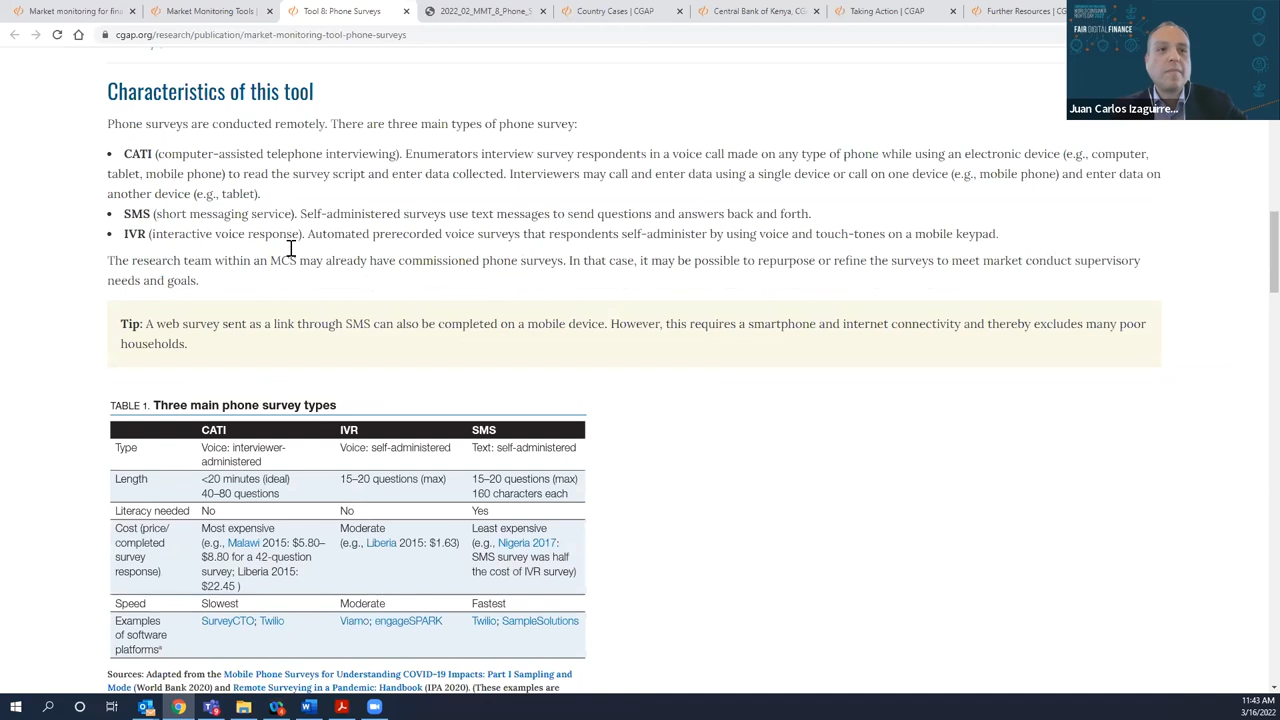 Market monitoring for fina
Market Monitoring Tools |
Tool 8: Phone Surveys
2022_02_MMT_8_Phone_S
Country Cases | CGAP
Central Bank of Kenya, CG
Taking Action | CGAP
Further Resources | CG
cgap.org/research/publication/market-monitoring-tool-phone-surveys
FAIR DIGITAL FINANCE
Juan Carlos Izaguirre...
Characteristics of this tool
Phone surveys are conducted remotely. There are three main types of phone survey:
• CATI (computer-assisted telephone interviewing). Enumerators interview survey respondents in a voice call made on any type of phone while using an electronic device (e.g., computer,
tablet, mobile phone) to read the survey script and enter data collected. Interviewers may call and enter data using a single device or call on one device (e.g., mobile phone) and enter data on
another device (e.g., tablet).
• SMS (short messaging service). Self-administered surveys use text messages to send questions and answers back and forth.
• IVR (interactive voice response). Automated prerecorded voice surveys that respondents self-administer by using voice and touch-tones on a mobile keypad.
The research team within an MCS may already have commissioned phone surveys. In that case, it may be possible to repurpose or refine the surveys to meet market conduct supervisory
needs and goals.
Tip: A web survey sent as a link through SMS can also be completed on a mobile device. However, this requires a smartphone and internet connectivity and thereby excludes many poor
households.
TABLE 1. Three main phone survey types
CATI IVR SMS
Type Voice: interviewer- Voice: self-administered Text: self-administered
administered
Length <20 minutes (ideal) 15–20 questions (max) 15–20 questions (max)
40–80 questions 160 characters each
Literacy needed No No Yes
Cost (price/ Most expensive Moderate Least expensive
completed (e.g., Malawi 2015: $5.80– (e.g., Liberia 2015: $1.63) (e.g., Nigeria 2017:
survey $8.80 for a 42-question SMS survey was half
response) survey; Liberia 2015: the cost of IVR survey)
$22.45 )
Speed Slowest Moderate Fastest
Examples SurveyCTO; Twilio Viamo; engageSPARK Twilio; SampleSolutions
of software
platformsᵃ
Sources: Adapted from the Mobile Phone Surveys for Understanding COVID-19 Impacts: Part I Sampling and
Mode (World Bank 2020) and Remote Surveying in a Pandemic: Handbook (IPA 2020). (These examples are
11:43 AM
3/16/2022